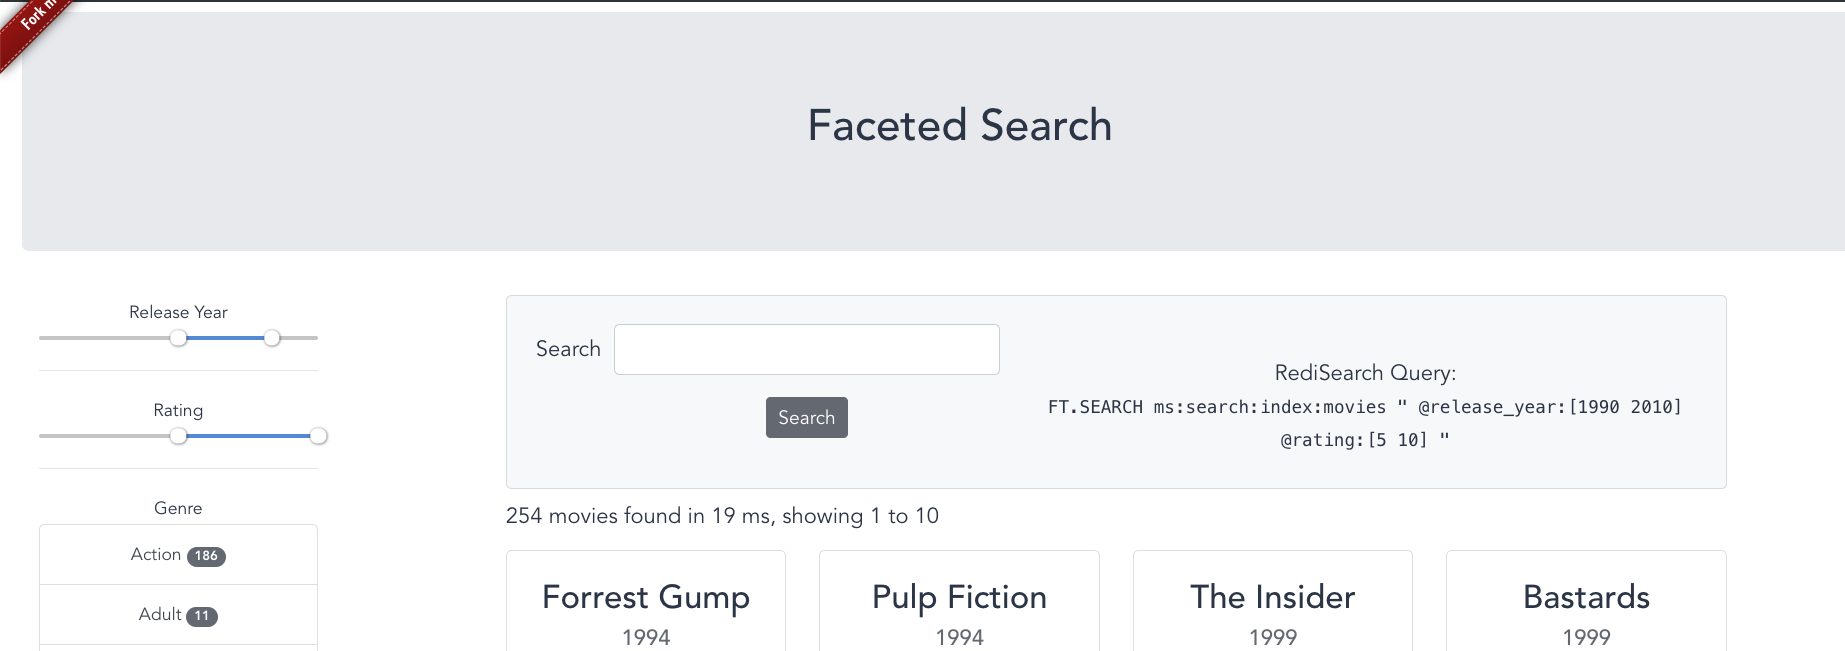 Fork m
Faceted Search
Release Year
Rating
Genre
Action 186
Adult 11
Search
Search
RediSearch Query:
FT.SEARCH ms:search:index:movies " @release_year:[1990 2010]
@rating:[5 10] "
254 movies found in 19 ms, showing 1 to 10
Forrest Gump
1994
Pulp Fiction
1994
The Insider
1999
Bastards
1999